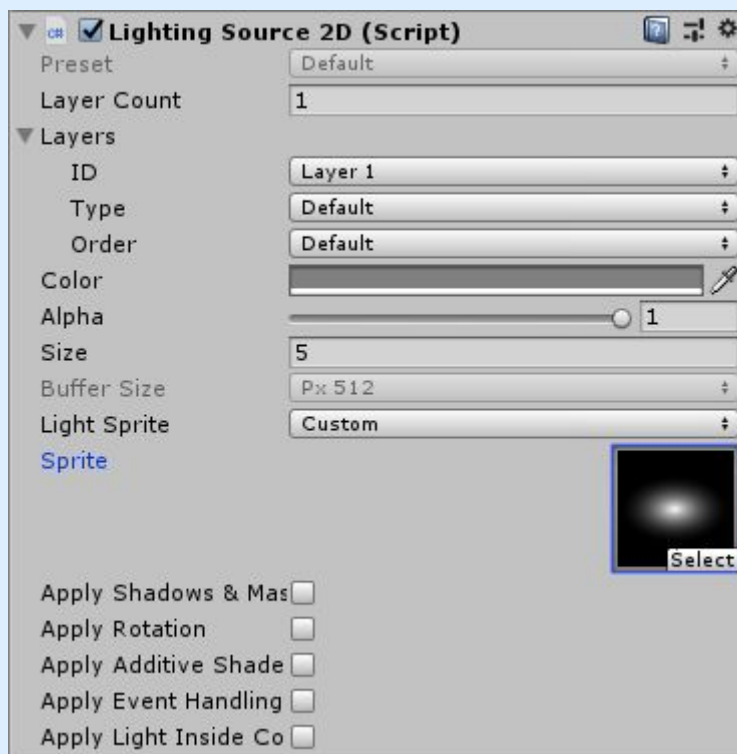 c# Lighting Source 2D (Script)
Preset Default
Layer Count 1
Layers
ID Layer 1
Type Default
Order Default
Color
Alpha 1
Size 5
Buffer Size Px 512
Light Sprite Custom
Sprite
Select
Apply Shadows & Mas
Apply Rotation
Apply Additive Shade
Apply Event Handling
Apply Light Inside Co